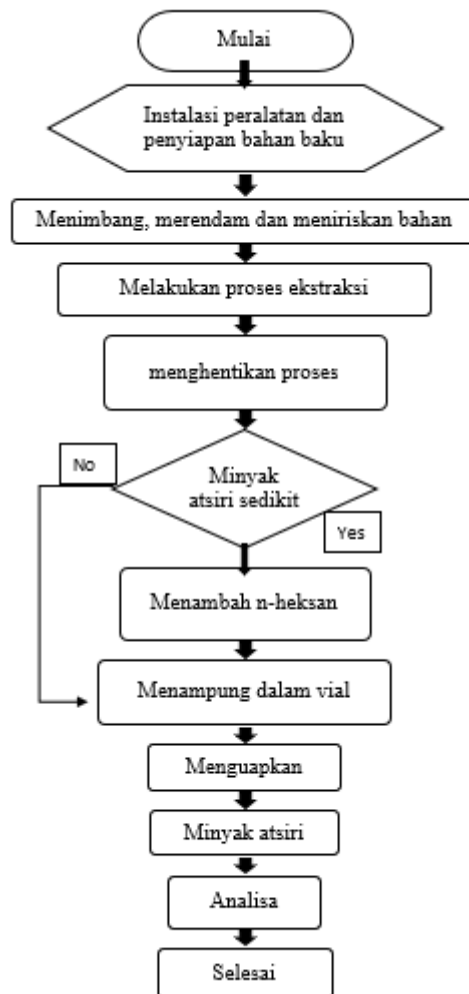 Mulai
Instalasi peralatan dan
penyiapan bahan baku
Menimbang, merendam dan meniriskan bahan
Melakukan proses ekstraksi
menghentikan proses
No
Minyak
atsiri sedikit
Yes
Menambah n-heksan
Menampung dalam vial
Menguapkan
Minyak atsiri
Analisa
Selesai